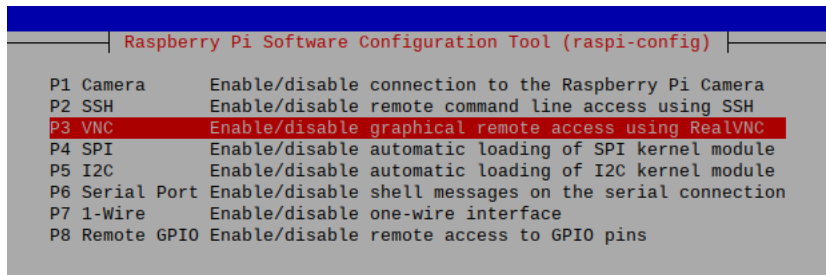 Raspberry Pi Software Configuration Tool (raspi-config)
P1 Camera Enable/disable connection to the Raspberry Pi Camera
P2 SSH Enable/disable remote command line access using SSH
P3 VNC Enable/disable graphical remote access using RealVNC
P4 SPI Enable/disable automatic loading of SPI kernel module
P5 I2C Enable/disable automatic loading of I2C kernel module
P6 Serial Port Enable/disable shell messages on the serial connection
P7 1-Wire Enable/disable one-wire interface
P8 Remote GPIO Enable/disable remote access to GPIO pins